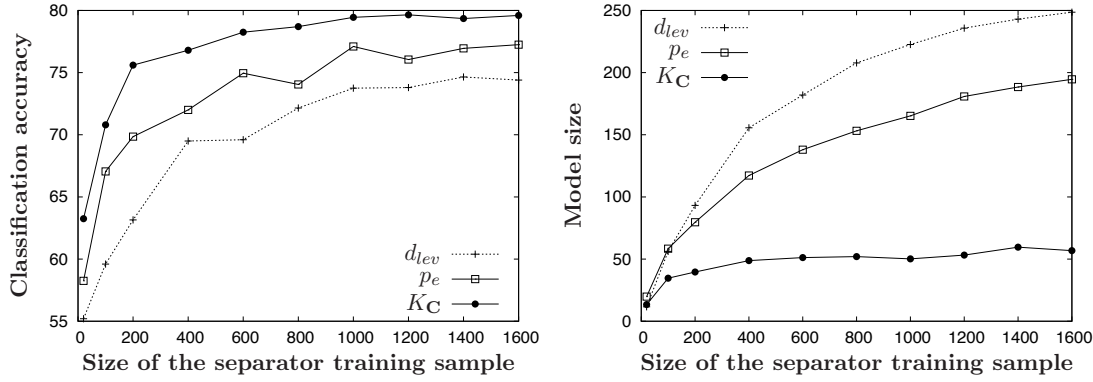 Classification accuracy
80
75
70
65
60
55
0 200 400 600 800 1000 1200 1400 1600
Size of the separator training sample
d_lev
p_e
K_C
Model size
250
200
150
100
50
0
0 200 400 600 800 1000 1200 1400 1600
Size of the separator training sample
d_lev
p_e
K_C